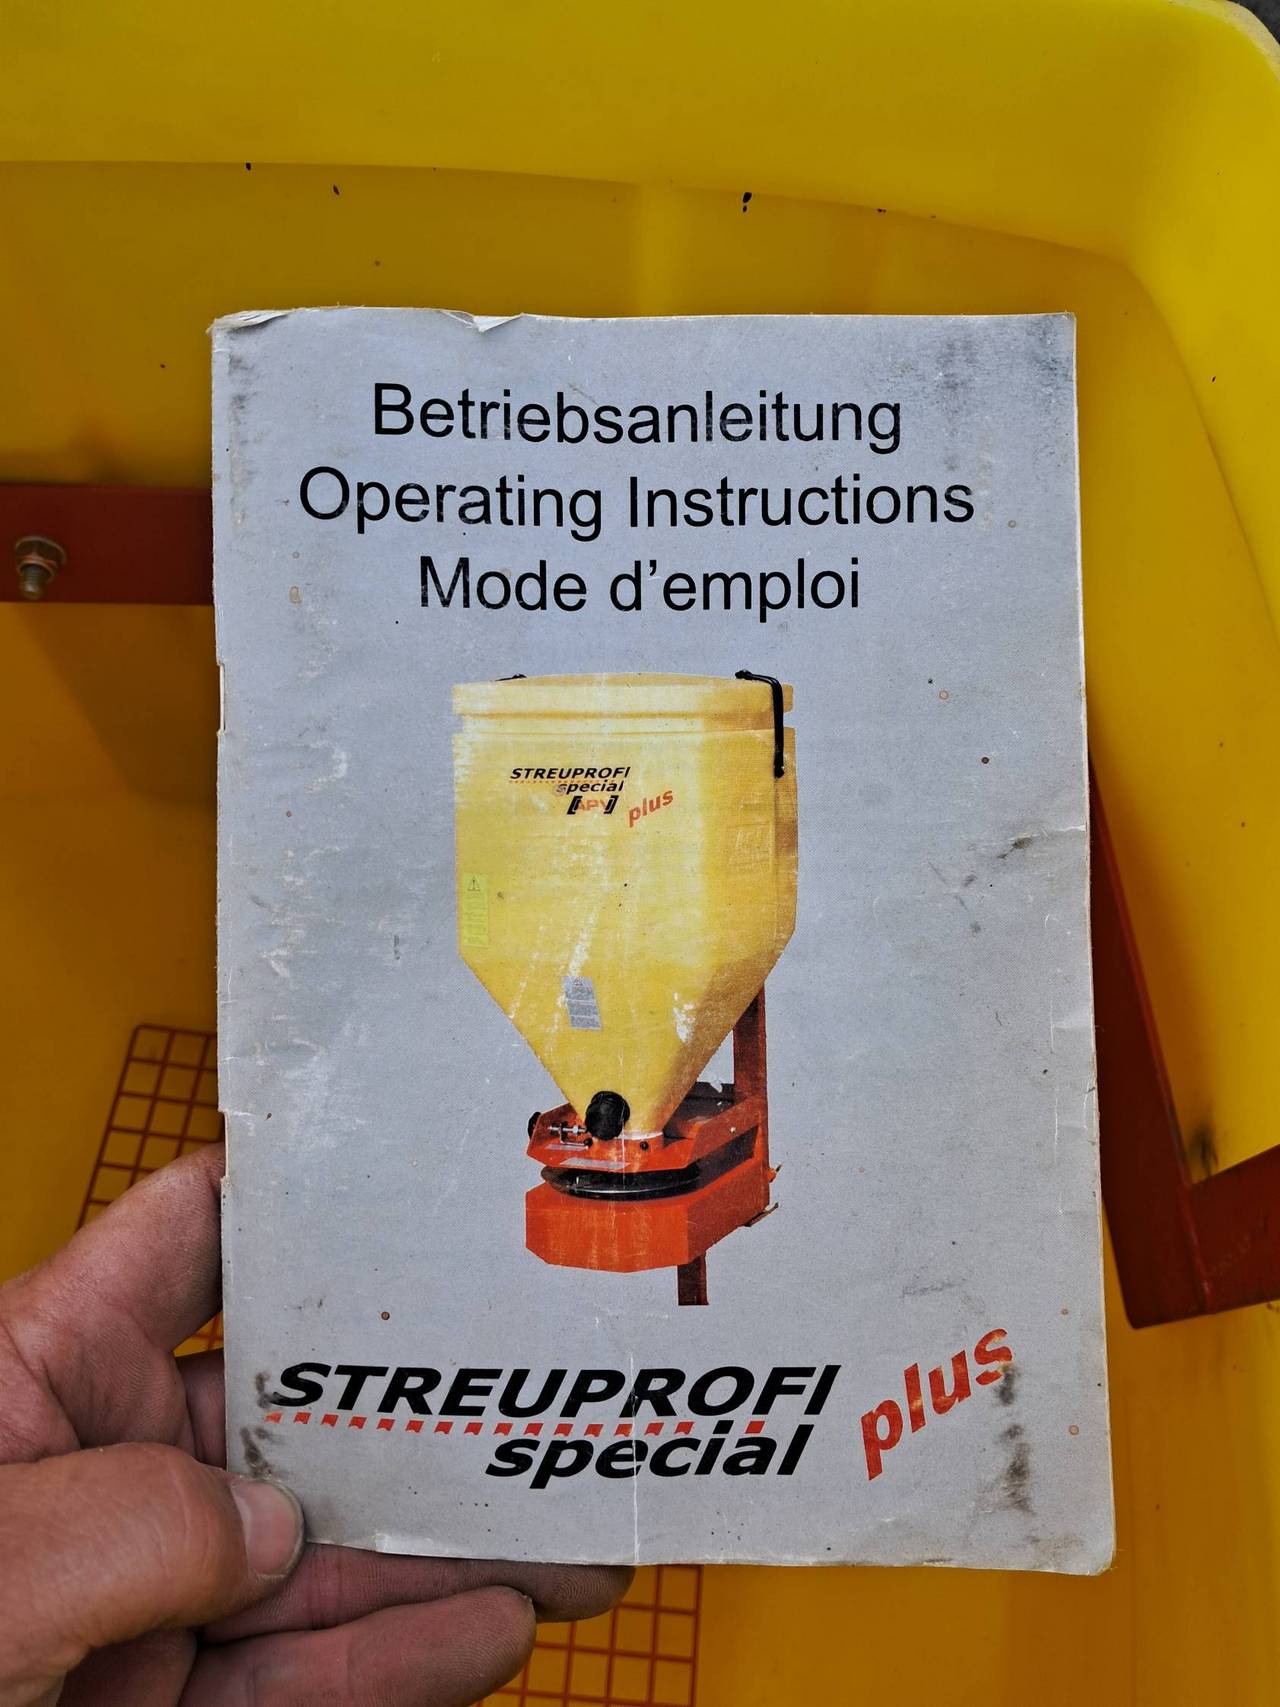 Betriebsanleitung
Operating Instructions
Mode d'emploi
STREUPROFI
special
[APV] plus
STREUPROFI
special plus